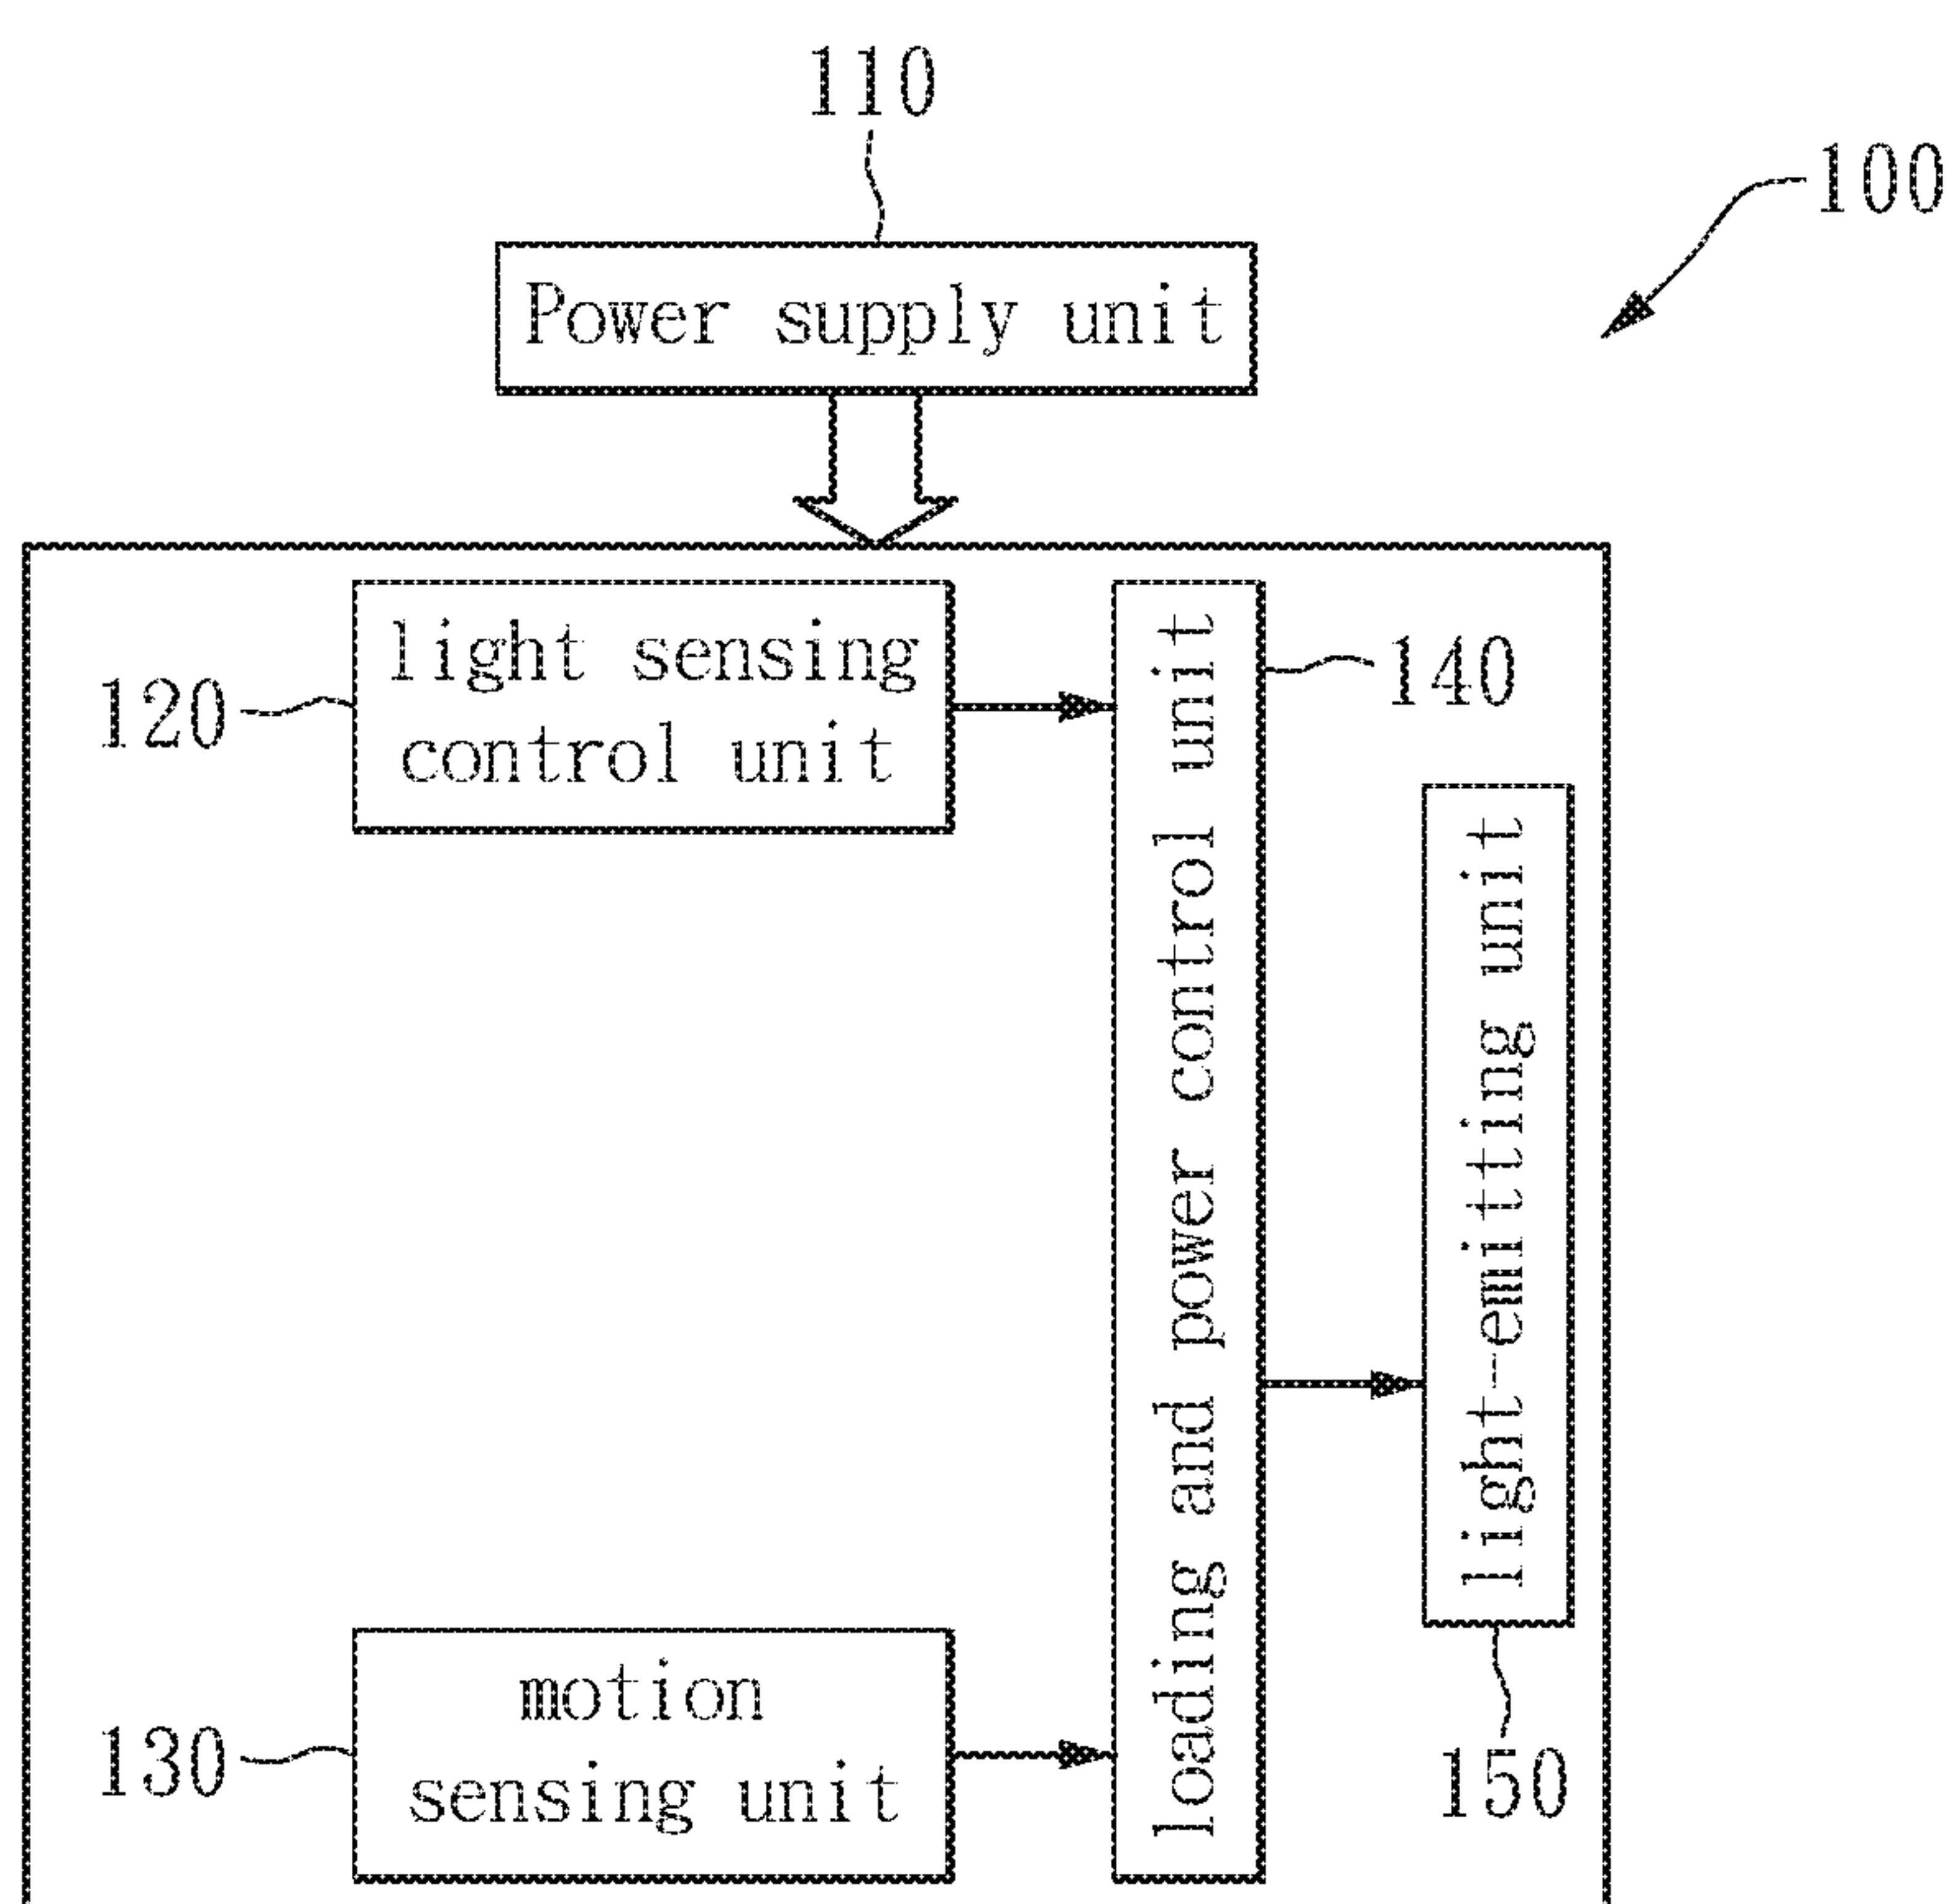 110
100
Power supply unit
light sensing
control unit
120
140
loading and power control unit
light-emitting unit
motion
sensing unit
130
150